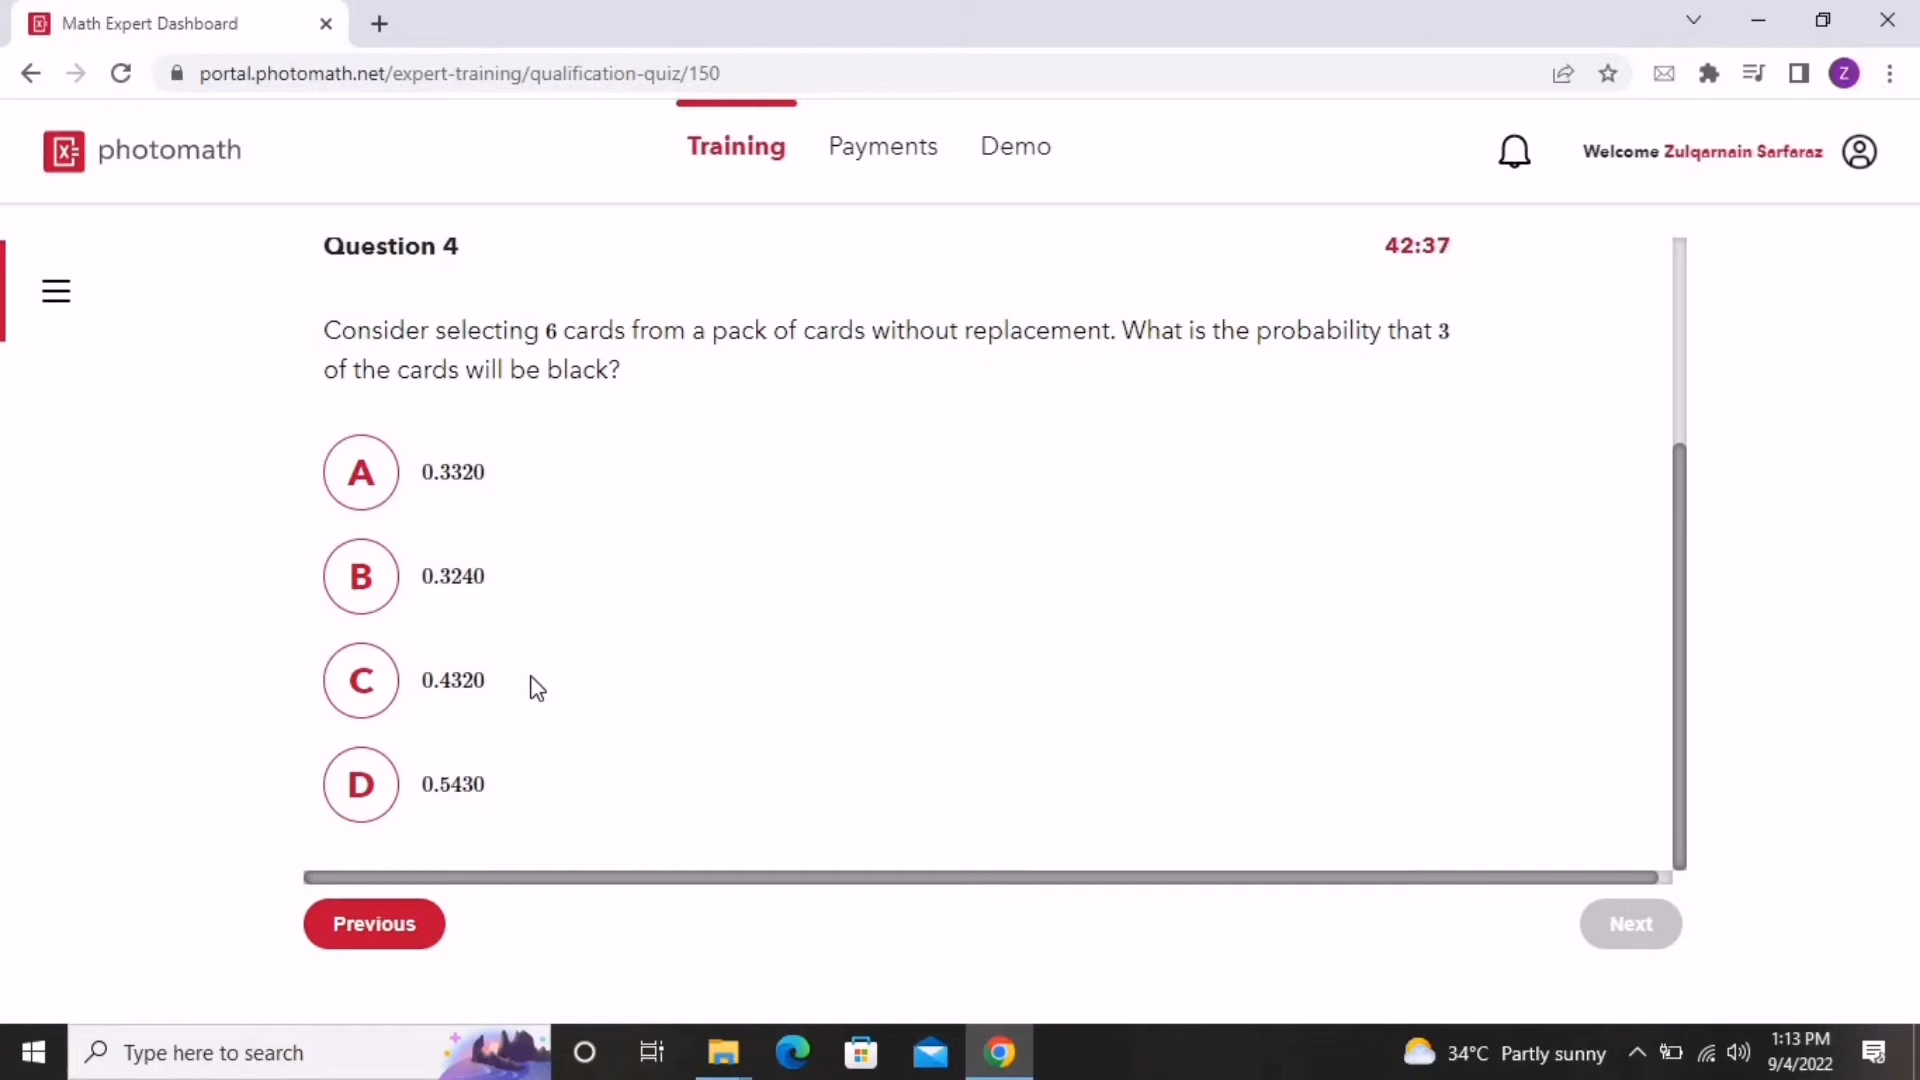 Math Expert Dashboard
portal.photomath.net/expert-training/qualification-quiz/150
Z
photomath
Training
Payments
Demo
Welcome Zulqarnain Sarfaraz
Question 4
42:37
Consider selecting 6 cards from a pack of cards without replacement. What is the probability that 3
of the cards will be black?
A 0.3320
B 0.3240
C 0.4320
D 0.5430
Previous
Next
Type here to search
34°C Partly sunny
1:13 PM
9/4/2022